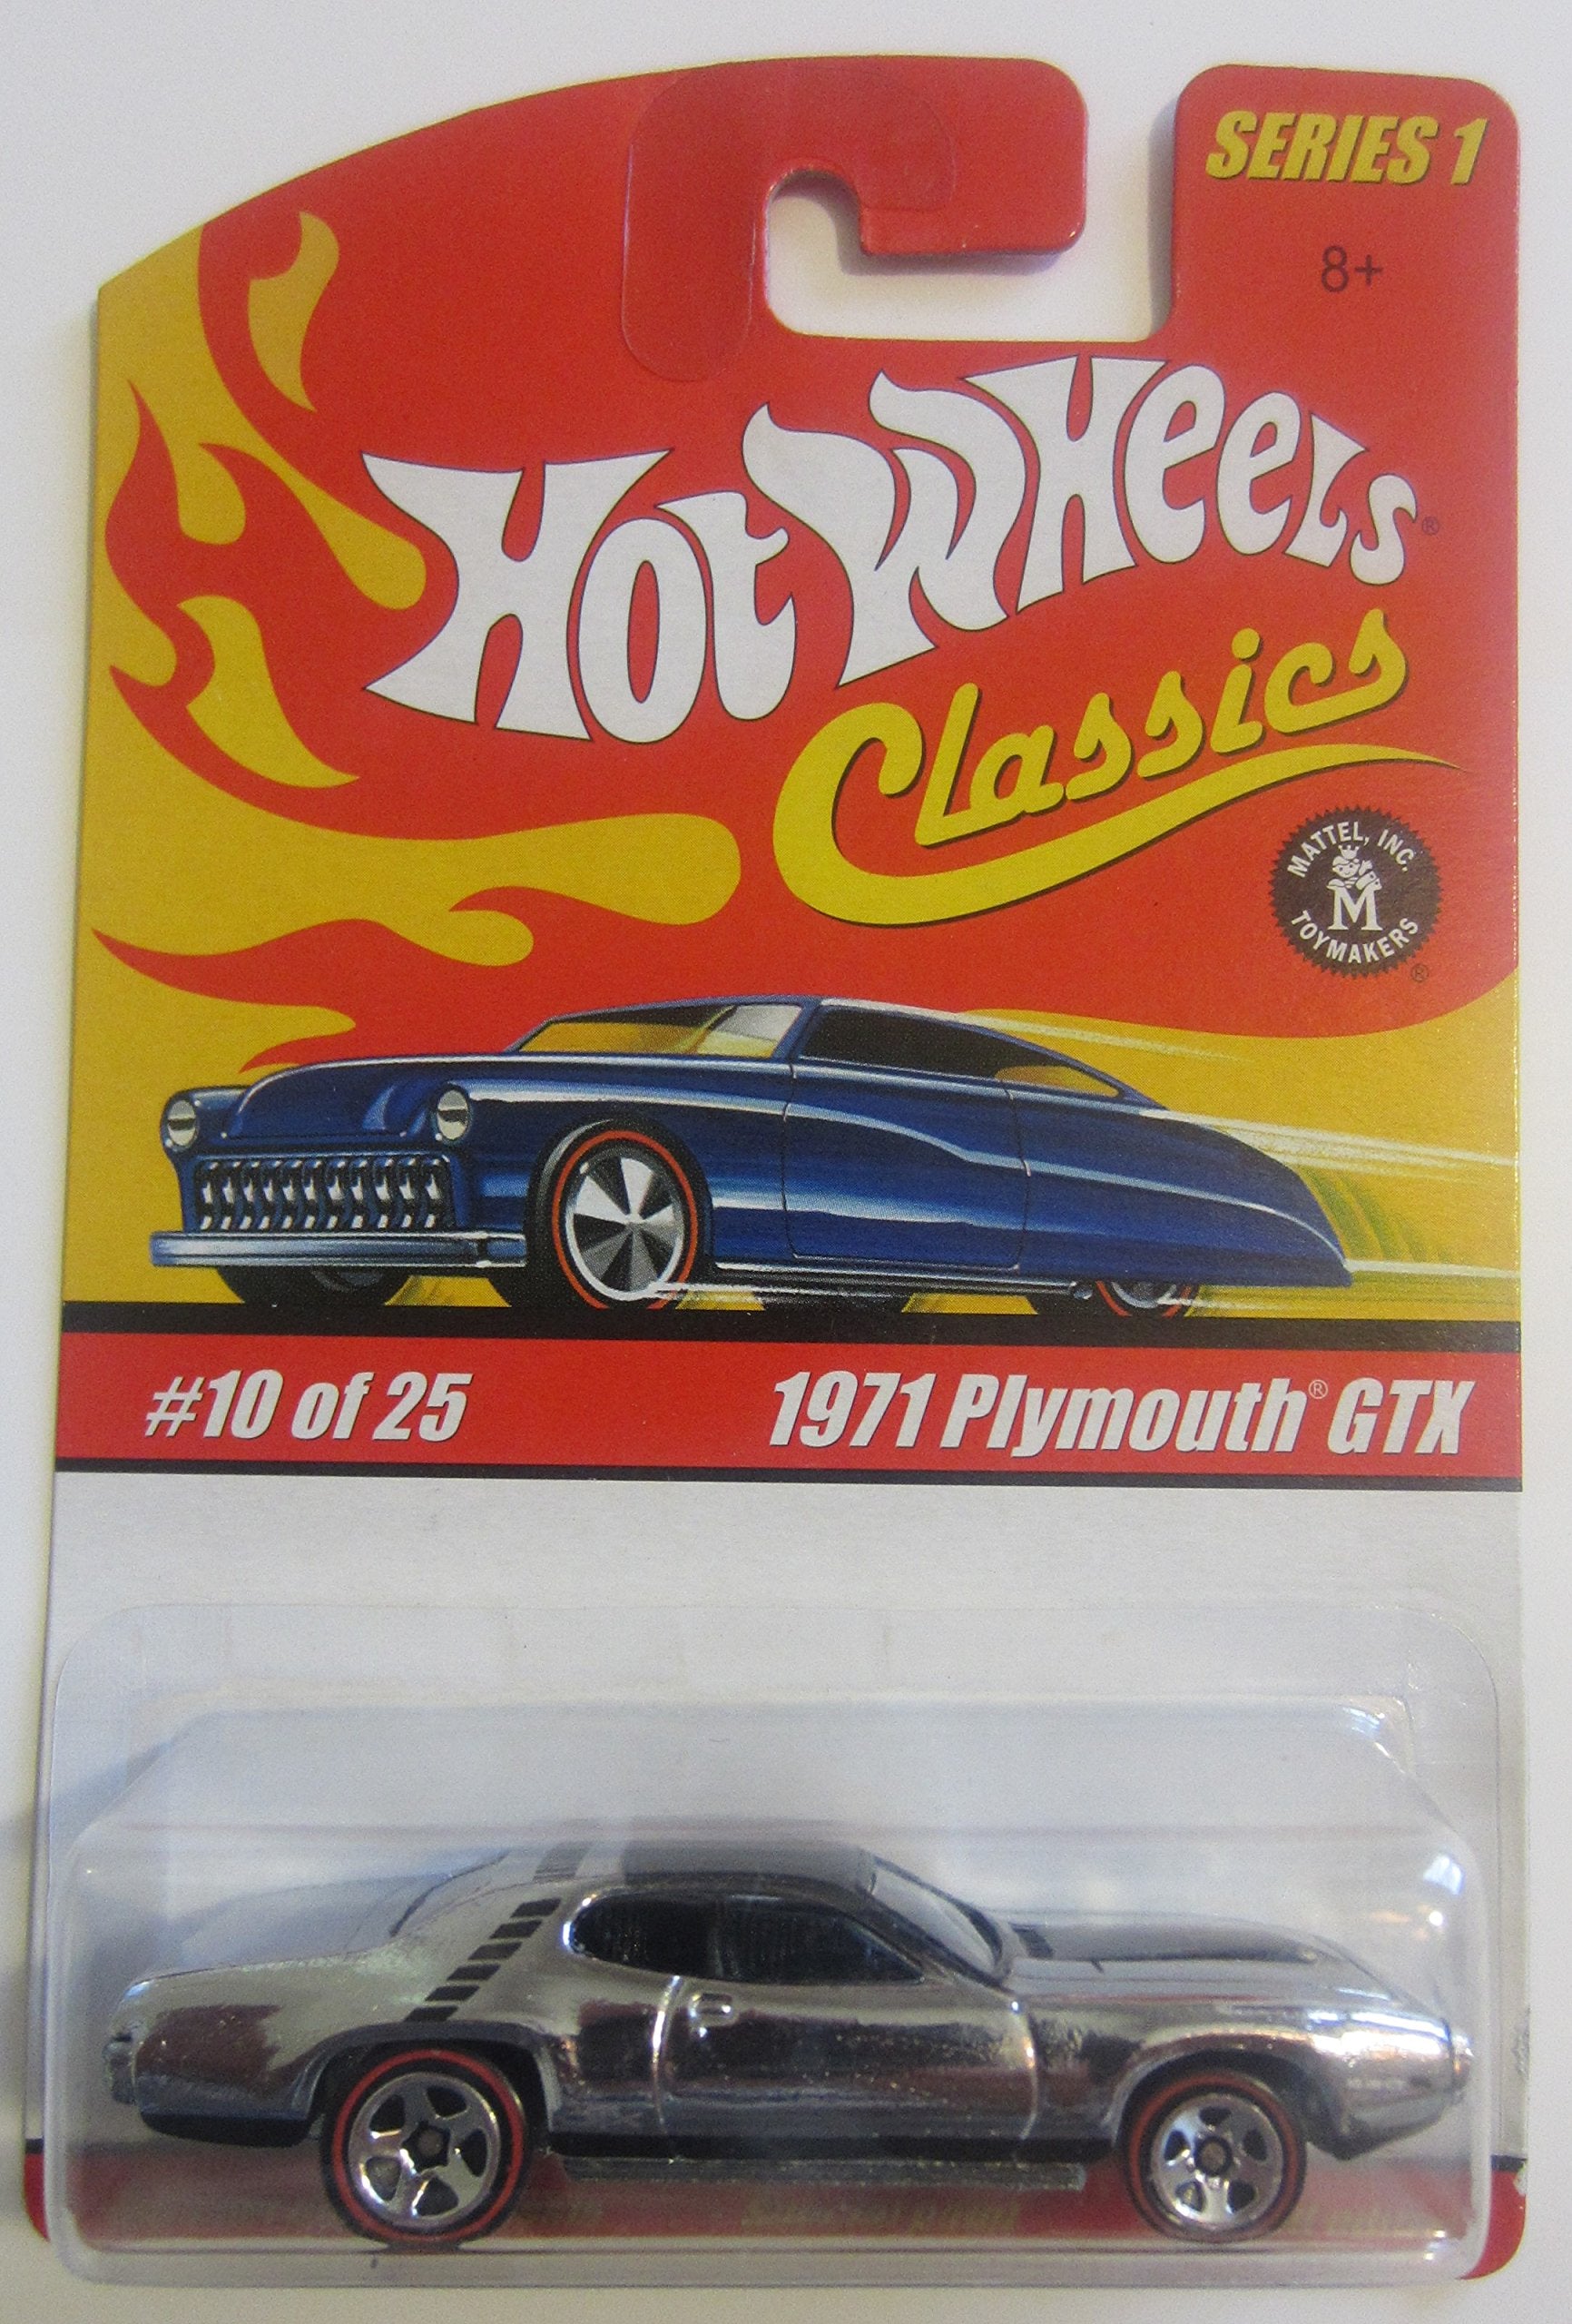 SERIES 1
8+
Hot Wheels®
Classics
MATTEL, INC.
M
TOYMAKERS
®
#10 of 25
1971 Plymouth® GTX